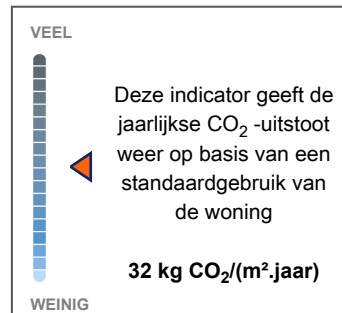 VEEL
Deze indicator geeft de
jaarlijkse CO₂ -uitstoot
weer op basis van een
standaardgebruik van
de woning
32 kg CO₂/(m².jaar)
WEINIG